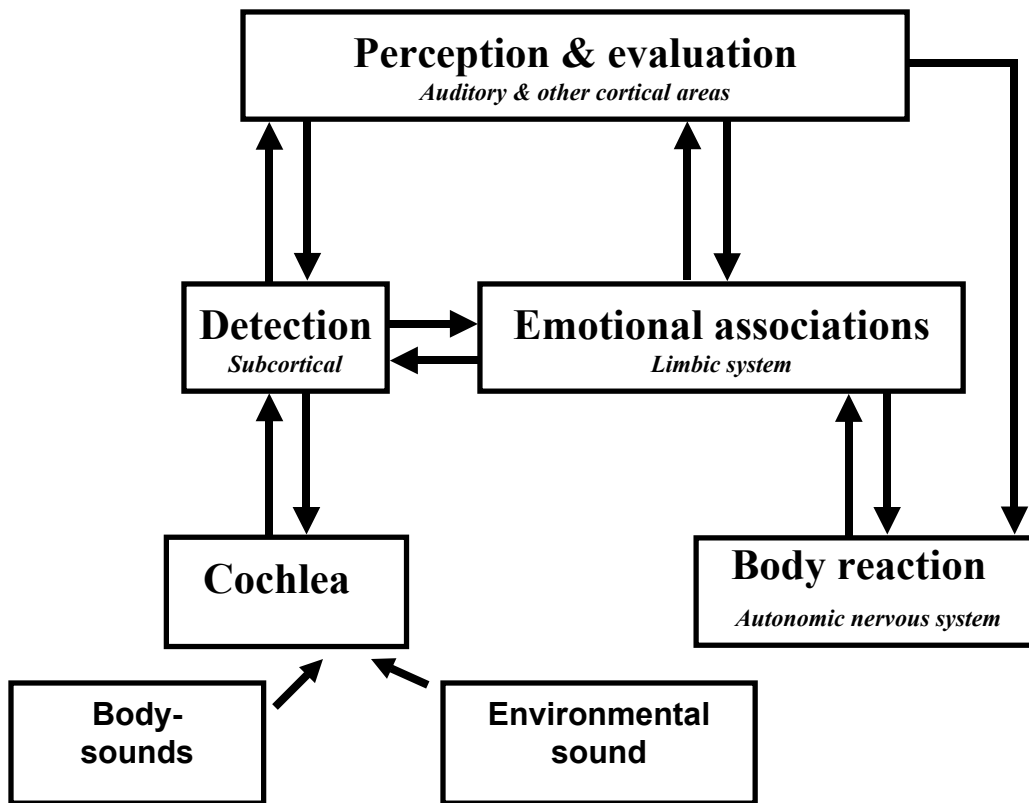 Perception & evaluation
Auditory & other cortical areas
Detection
Subcortical
Emotional associations
Limbic system
Cochlea
Body reaction
Autonomic nervous system
Body-
sounds
Environmental
sound